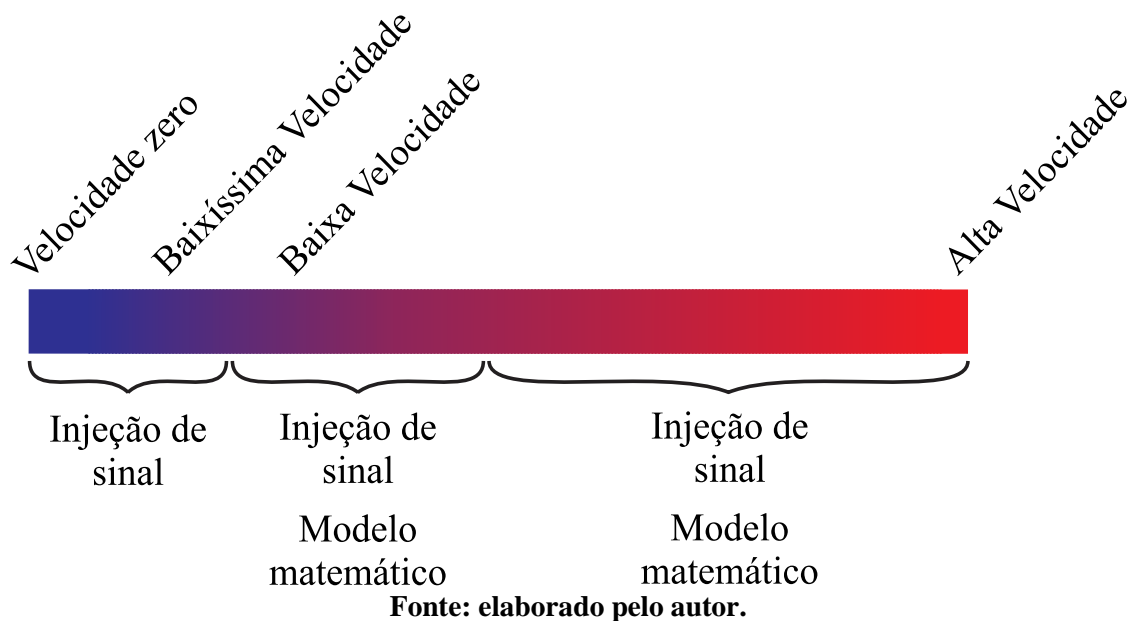 Velocidade zero
Baixíssima Velocidade
Baixa Velocidade
Alta Velocidade
Injeção de
sinal
Injeção de
sinal
Modelo
matemático
Injeção de
sinal
Modelo
matemático
Fonte: elaborado pelo autor.